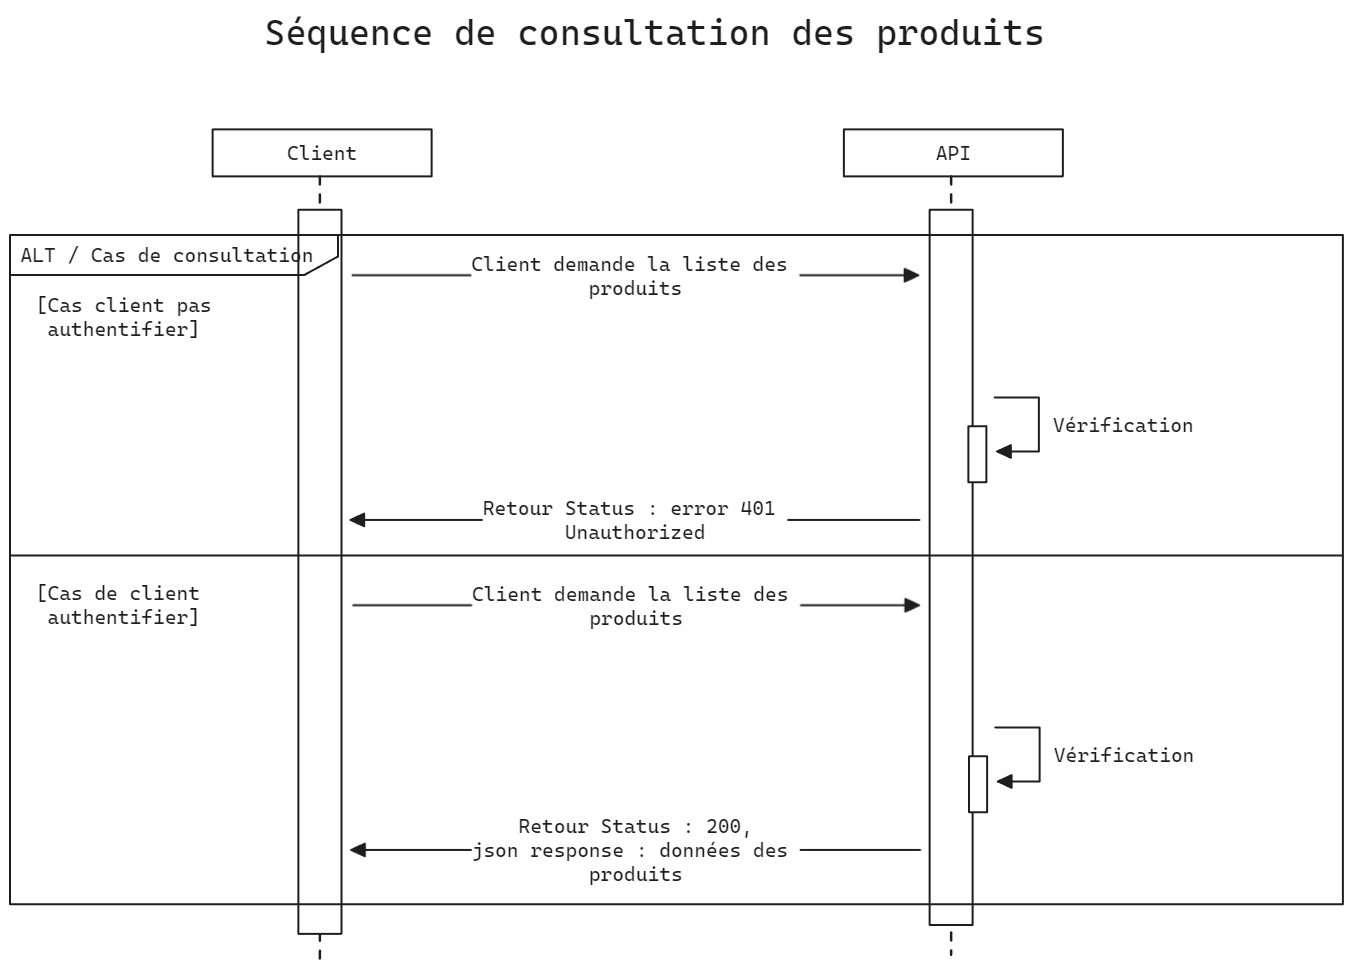 Séquence de consultation des produits
Client
API
ALT / Cas de consultation
Client demande la liste des
produits
[Cas client pas
authentifier]
Vérification
Retour Status : error 401
Unauthorized
[Cas de client
authentifier]
Client demande la liste des
produits
Vérification
Retour Status : 200,
json response : données des
produits